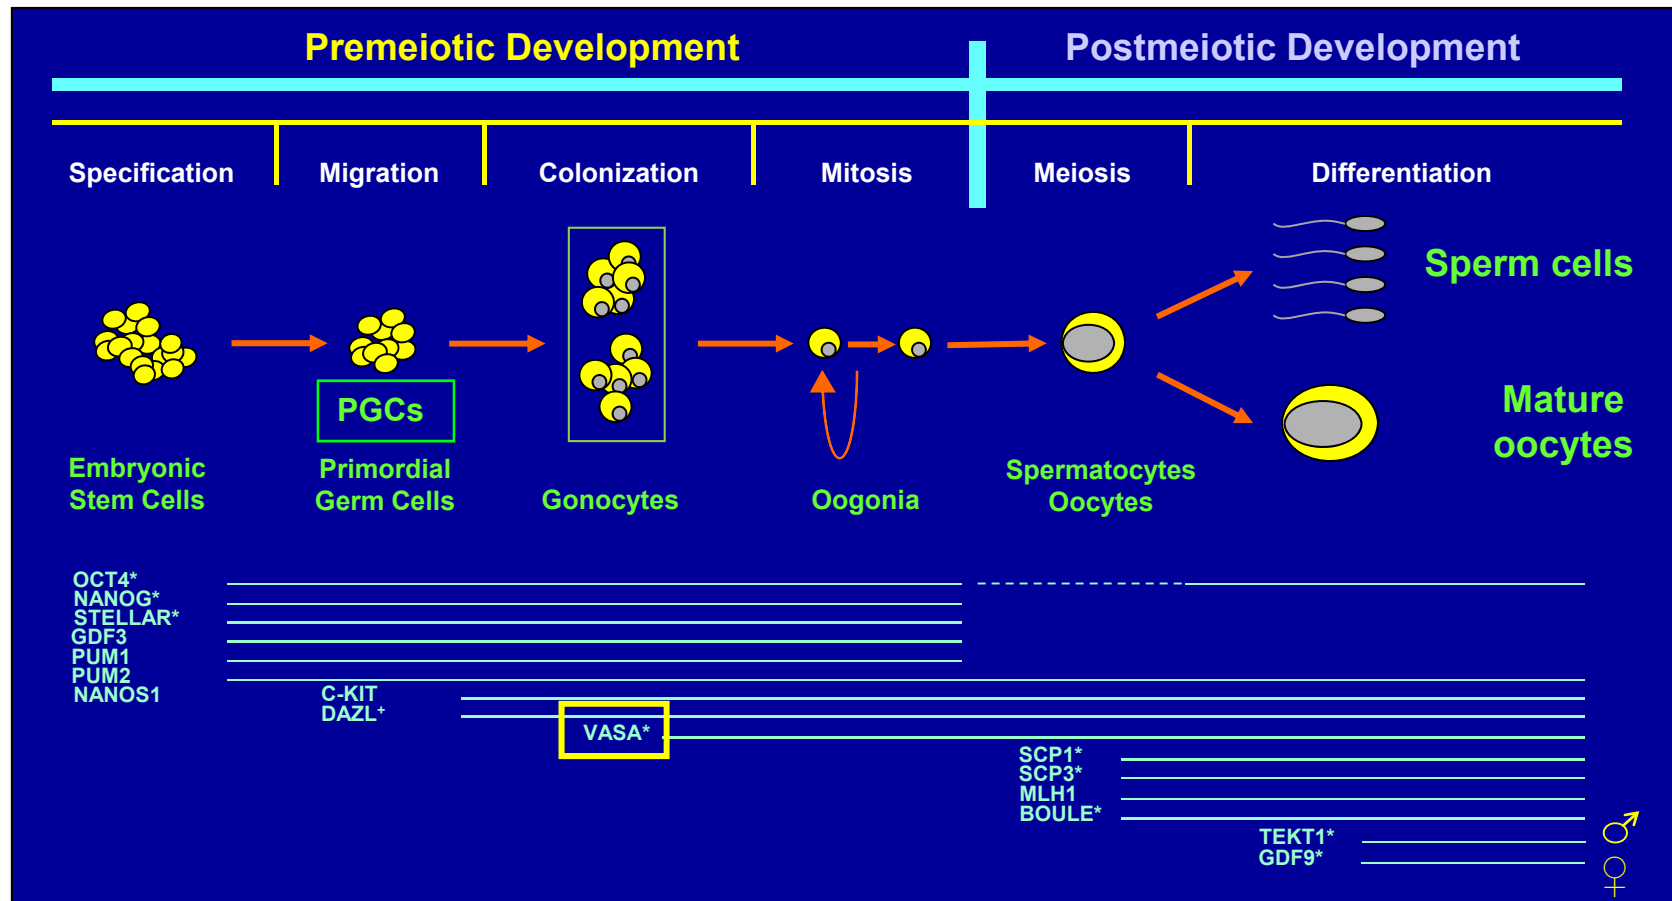 Premeiotic Development
Postmeiotic Development
Specification
Migration
Colonization
Mitosis
Meiosis
Differentiation
Sperm cells
Mature
oocytes
PGCs
Embryonic
Stem Cells
Primordial
Germ Cells
Gonocytes
Oogonia
Spermatocytes
Oocytes
OCT4*
NANOG*
STELLAR*
GDF3
PUM1
PUM2
NANOS1
C-KIT
DAZL+
VASA*
SCP1*
SCP3*
MLH1
BOULE*
TEKT1*
♂
GDF9*
♀